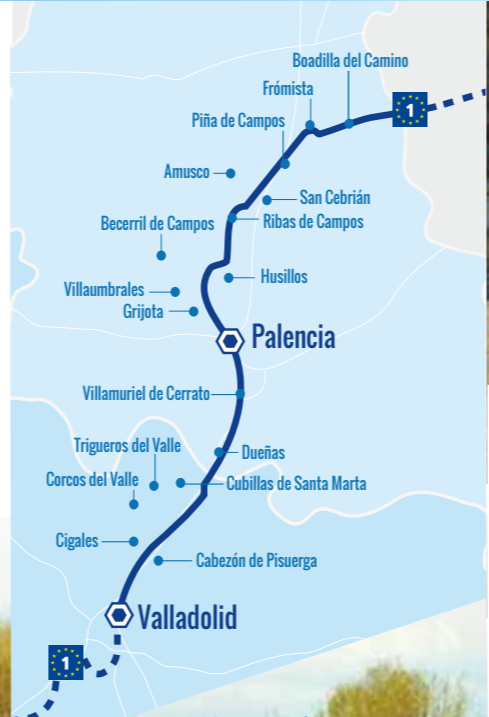 Boadilla del Camino
Frómista
1
Piña de Campos
Amusco
San Cebrián
Becerril de Campos
Ribas de Campos
Husillos
Villaumbrales
Grijota
Palencia
Villamuriel de Cerrato
Trigueros del Valle
Dueñas
Corcos del Valle
Cubillas de Santa Marta
Cigales
Cabezón de Pisuerga
Valladolid
1